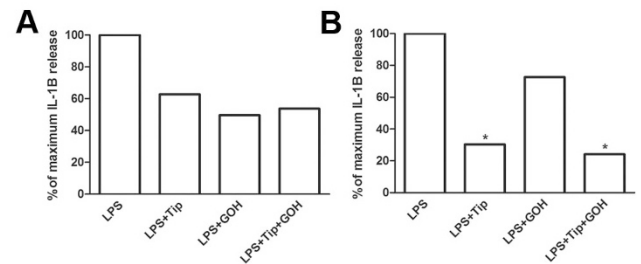 A
% of maximum IL-1B release
100
80
60
40
20
0
LPS
LPS+Tip
LPS+GOH
LPS+Tip+GOH
B
% of maximum IL-1B release
100
80
60
40
20
0
*
*
LPS
LPS+Tip
LPS+GOH
LPS+Tip+GOH